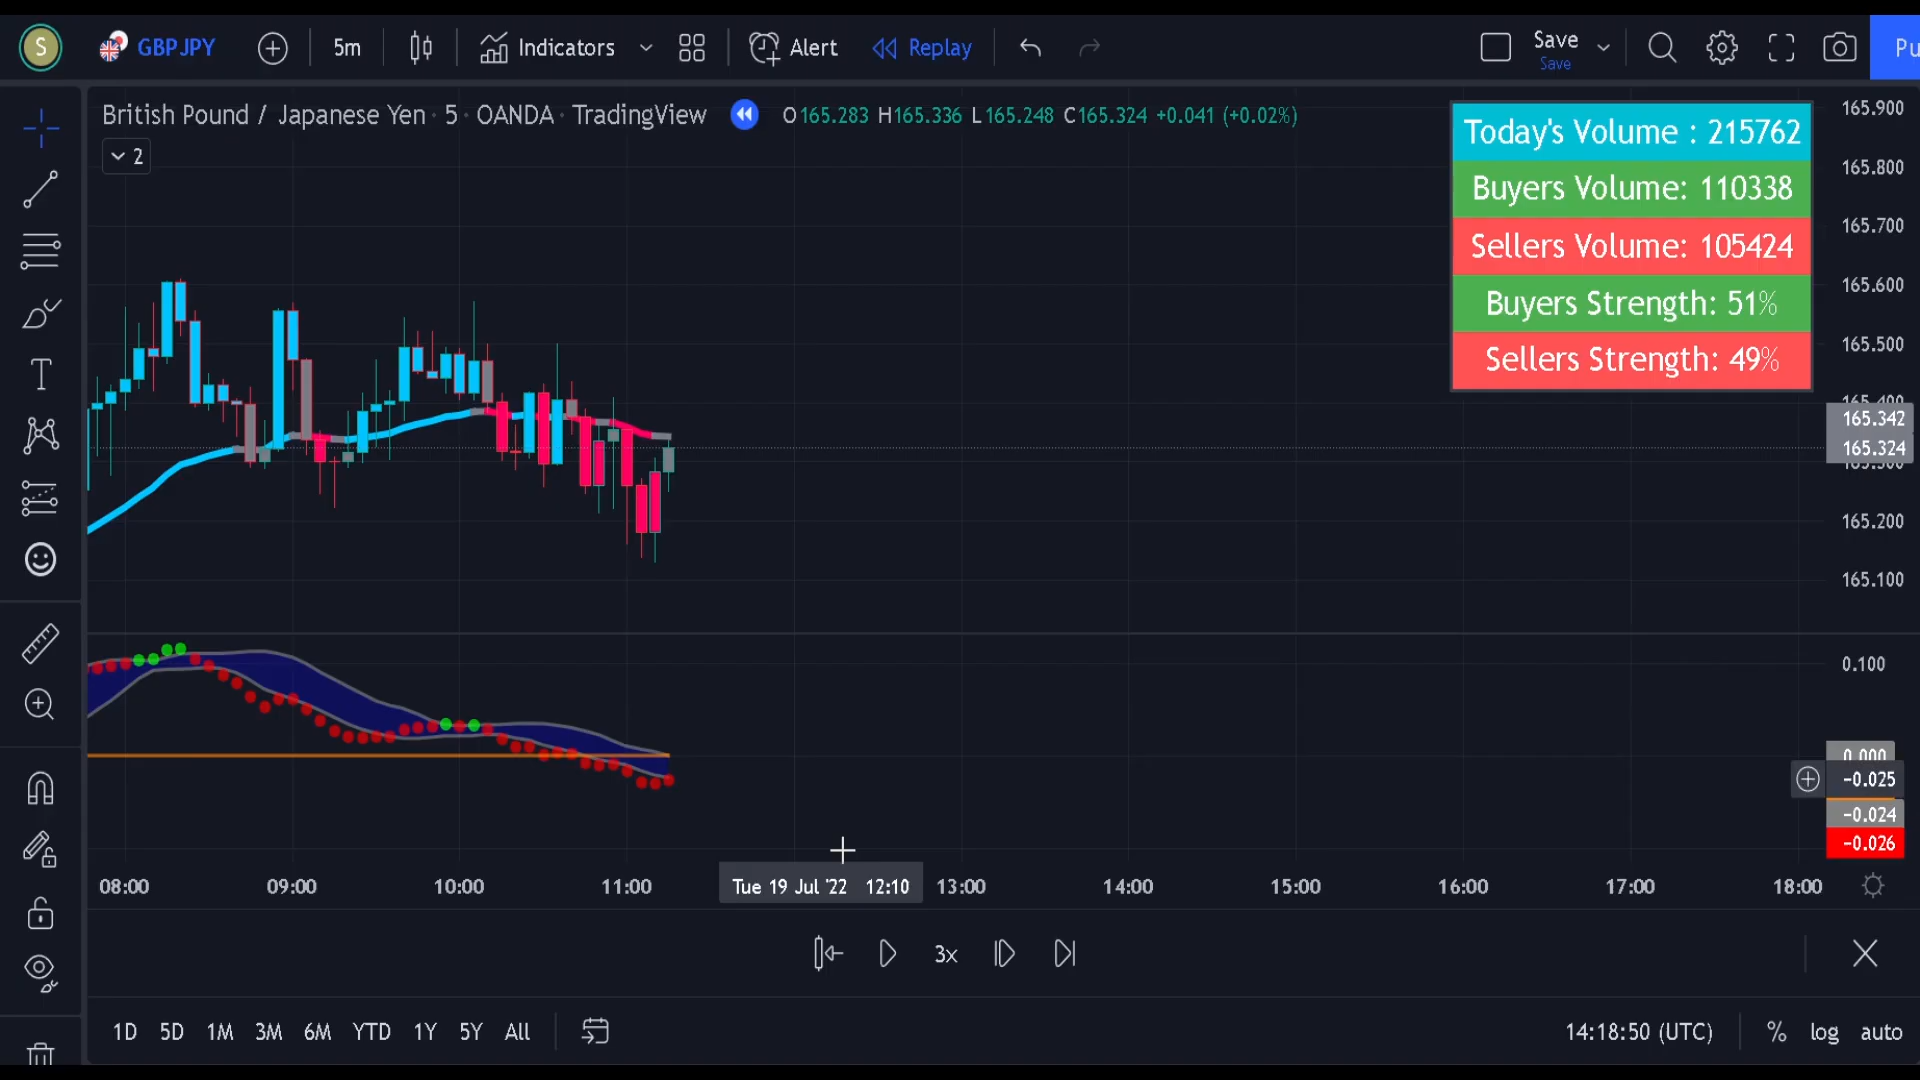 S GBPJPY 5m Indicators Alert Replay Save Pu
Save
British Pound / Japanese Yen · 5 · OANDA · TradingView O165.283 H165.336 L165.248 C165.324 +0.041 (+0.02%)
2
Today's Volume : 215762
Buyers Volume: 110338
Sellers Volume: 105424
Buyers Strength: 51%
Sellers Strength: 49%
165.900
165.800
165.700
165.600
165.500
165.400
165.342
165.324
165.300
165.200
165.100
0.100
0.000
−0.025
−0.024
−0.026
08:00 09:00 10:00 11:00 Tue 19 Jul '22 12:10 13:00 14:00 15:00 16:00 17:00 18:00
3x
1D 5D 1M 3M 6M YTD 1Y 5Y All 14:18:50 (UTC) % log auto